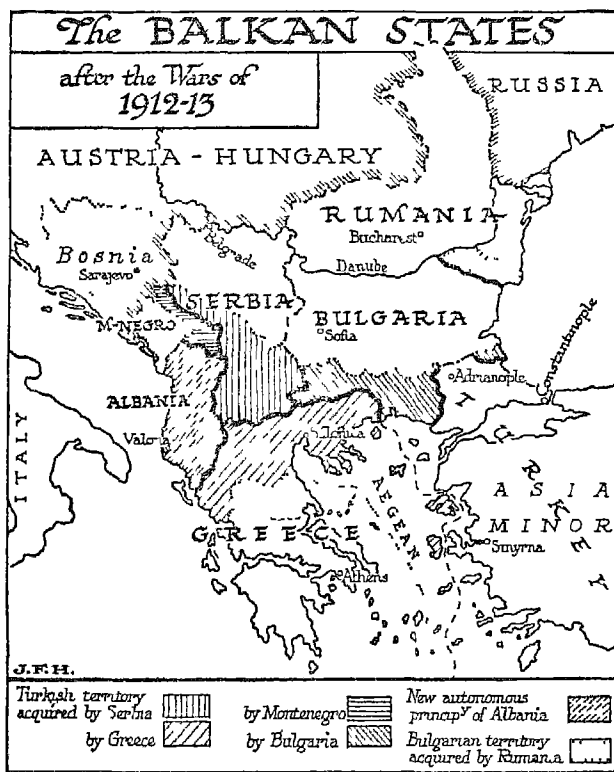 The BALKAN STATES
after the Wars of
1912-13
RUSSIA
AUSTRIA-HUNGARY
RUMANIA
Bucharest
Belgrade
Bosnia
Sarajevo
Danube
SERBIA
BULGARIA
Sofia
M-NEGRO
Constantinople
Adrianople
ALBANIA
Valona
ITALY
TURKEY
AEGEAN
ASIA
MINOR
GREECE
Smyrna
Athens
J.F.H.
Turkish territory
acquired by Serbia
by Greece
by Montenegro
by Bulgaria
New autonomous
principy of Albania
Bulgarian territory
acquired by Rumania